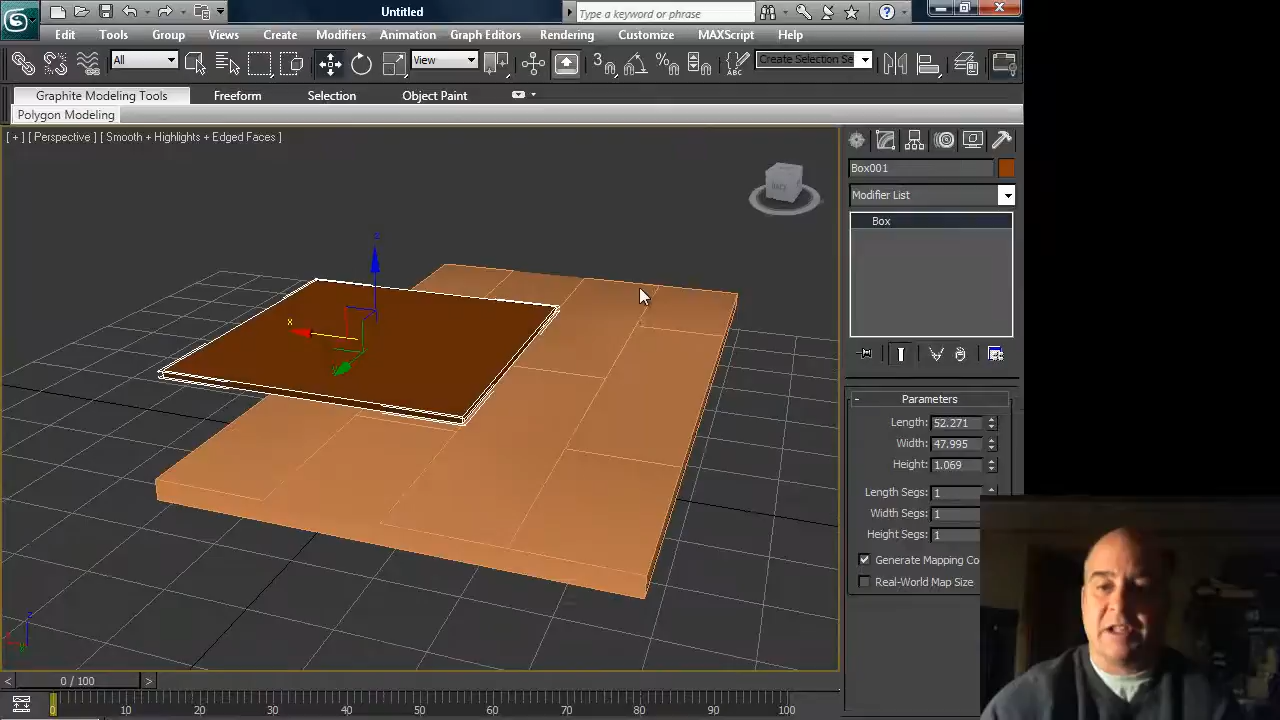 Untitled
Type a keyword or phrase
Edit Tools Group Views Create Modifiers Animation Graph Editors Rendering Customize MAXScript Help
All
View
3
Create Selection Se
Graphite Modeling Tools Freeform Selection Object Paint
Polygon Modeling
[ + ] [ Perspective ] [ Smooth + Highlights + Edged Faces ]
BACK
Box001
Modifier List
Box
z
x
Parameters
Length: 52.271
Width: 47.995
Height: 1.069
Length Segs: 1
Width Segs: 1
Height Segs: 1
Generate Mapping Co
Real-World Map Size
0 / 100
0 10 20 30 40 50 60 70 80 90 100